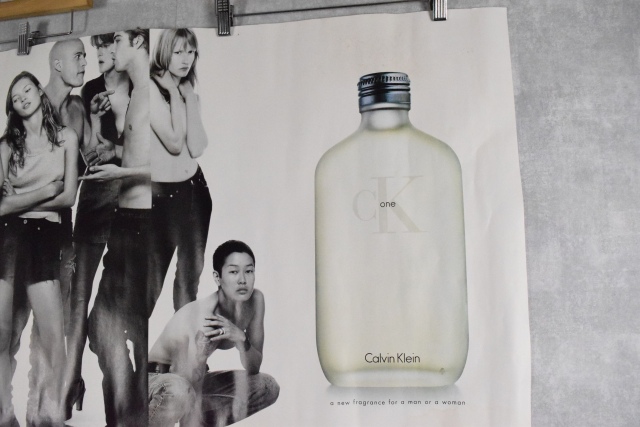 cK
one
Calvin Klein
a new fragrance for a man or a woman